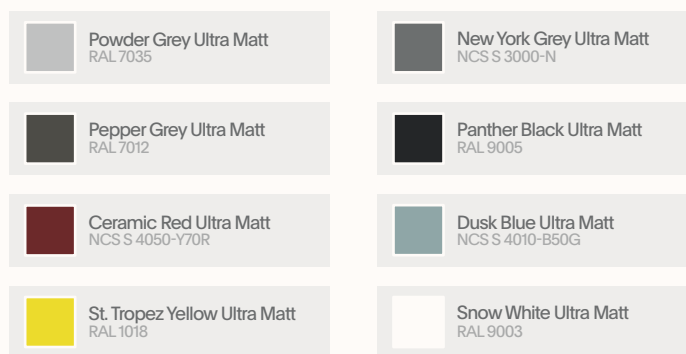 Powder Grey Ultra Matt
RAL 7035
New York Grey Ultra Matt
NCS S 3000-N
Pepper Grey Ultra Matt
RAL 7012
Panther Black Ultra Matt
RAL 9005
Ceramic Red Ultra Matt
NCS S 4050-Y70R
Dusk Blue Ultra Matt
NCS S 4010-B50G
St. Tropez Yellow Ultra Matt
RAL 1018
Snow White Ultra Matt
RAL 9003